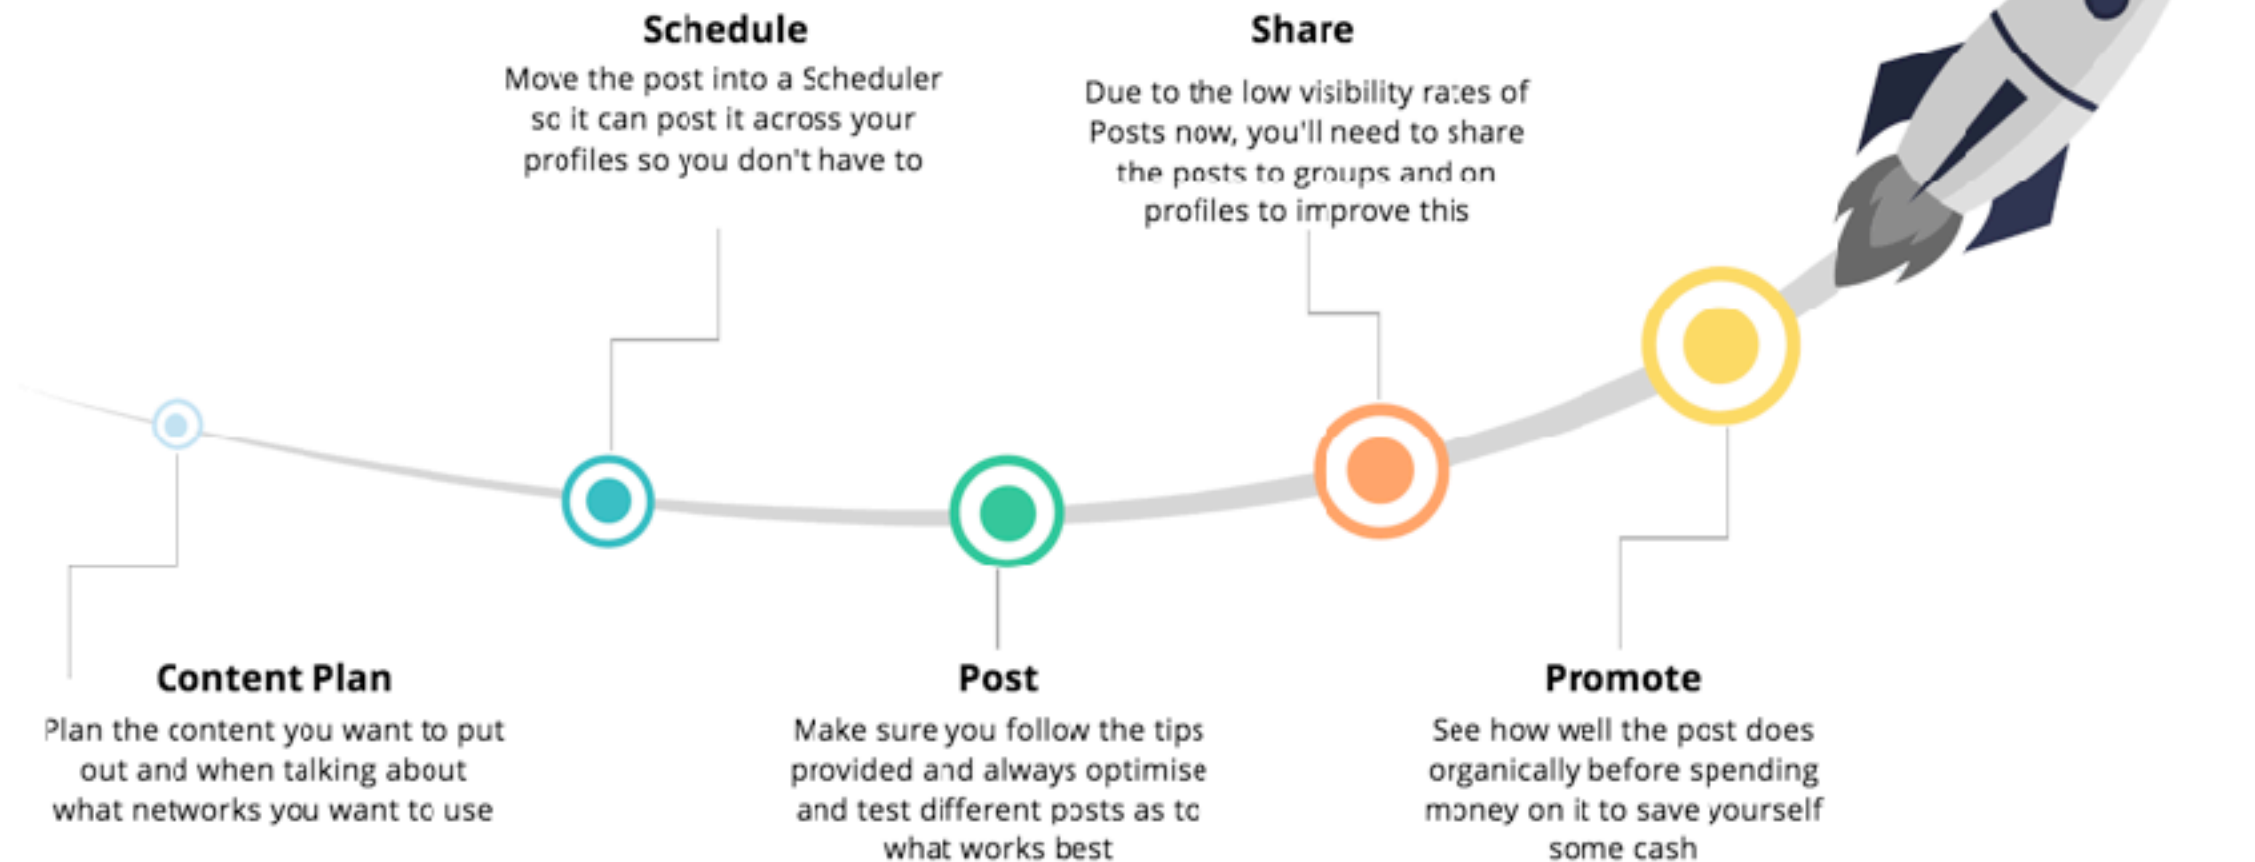 Schedule
Move the post into a Scheduler
so it can post it across your
profiles so you don't have to
Share
Due to the low visibility rates of
Posts now, you'll need to share
the posts to groups and on
profiles to improve this
Content Plan
Plan the content you want to put
out and when talking about
what networks you want to use
Post
Make sure you follow the tips
provided and always optimise
and test different posts as to
what works best
Promote
See how well the post does
organically before spending
money on it to save yourself
some cash